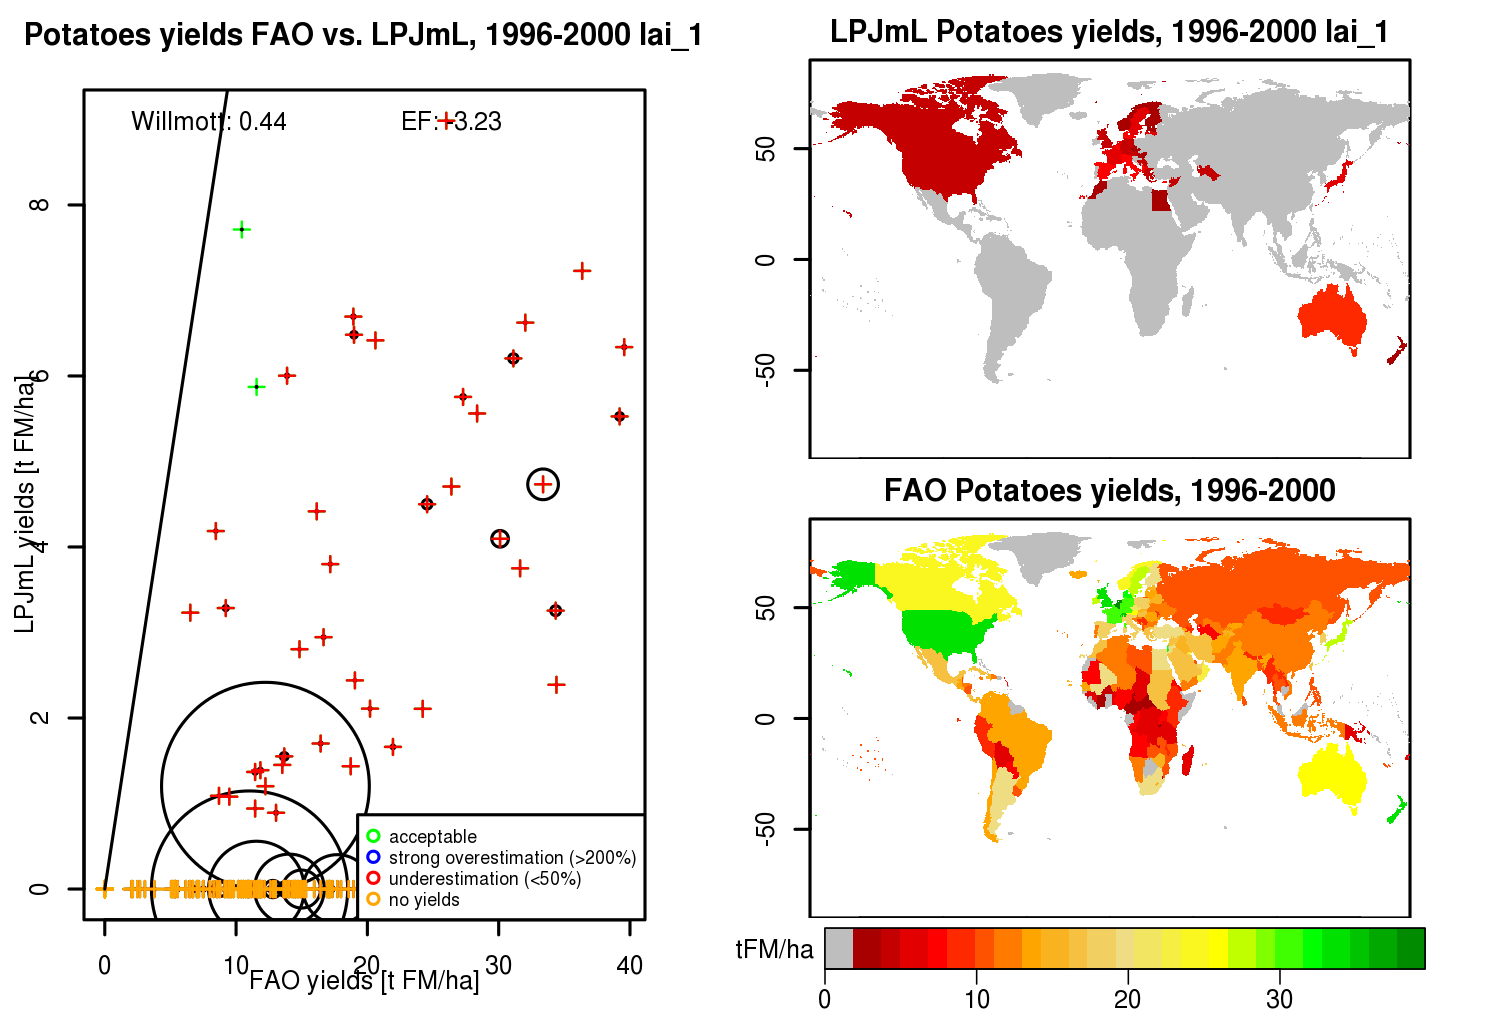 Potatoes yields FAO vs. LPJmL, 1996-2000 lai_1
Willmott: 0.44
EF: -3.23
LPJmL yields [t FM/ha]
8
6
4
2
0
acceptable
strong overestimation (>200%)
underestimation (<50%)
no yields
0 10 20 30 40
FAO yields [t FM/ha]
LPJmL Potatoes yields, 1996-2000 lai_1
50
0
-50
FAO Potatoes yields, 1996-2000
50
0
-50
tFM/ha
0 10 20 30